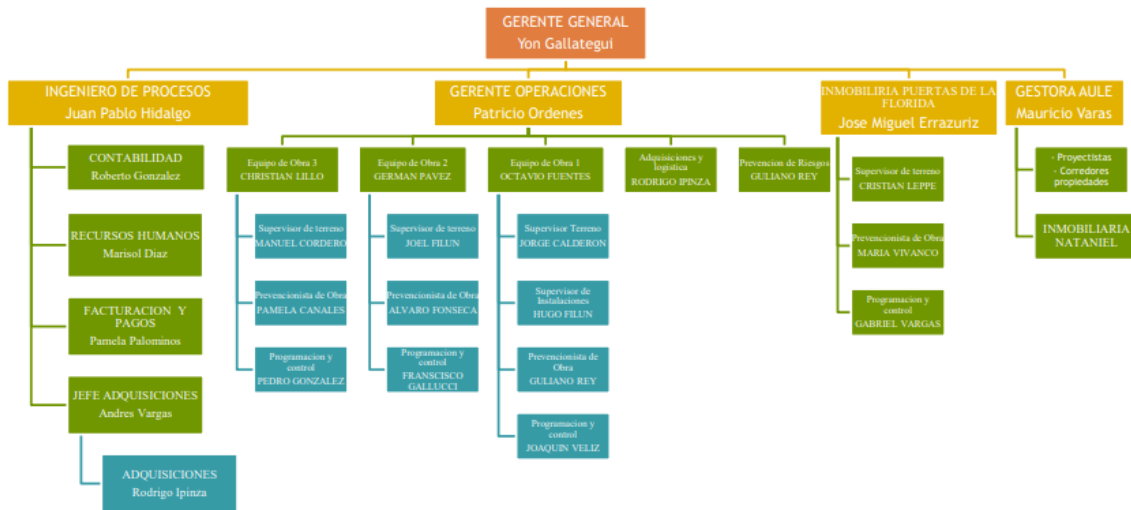 GERENTE GENERAL
Yon Gallategui
INGENIERO DE PROCESOS
Juan Pablo Hidalgo
GERENTE OPERACIONES
Patricio Ordenes
INMOBILIRIA PUERTAS DE LA
FLORIDA
Jose Miguel Errazuriz
GESTORA AULE
Mauricio Varas
CONTABILIDAD
Roberto Gonzalez
RECURSOS HUMANOS
Marisol Diaz
FACTURACION Y
PAGOS
Pamela Palominos
JEFE ADQUISICIONES
Andres Vargas
ADQUISICIONES
Rodrigo Ipinza
Equipo de Obra 3
CHRISTIAN LILLO
Supervisor de terreno
MANUEL CORDERO
Prevencionista de Obra
PAMELA CANALES
Programacion y
control
PEDRO GONZALEZ
Equipo de Obra 2
GERMAN PAVEZ
Supervisor de terreno
JOEL FILUN
Prevencionista de Obra
ALVARO FONSECA
Programacion y
control
FRANSCISCO
GALLUCCI
Equipo de Obra 1
OCTAVIO FUENTES
Supervisor Terreno
JORGE CALDERON
Supervisor de
Instalaciones
HUGO FILUN
Prevencionista de
Obra
GULIANO REY
Programacion y
control
JOAQUIN VELIZ
Adquisiciones y
logistica
RODRIGO IPINZA
Prevencion de Riesgos
GULIANO REY
Supervisor de terreno
CRISTIAN LEPPE
Prevencionista de Obra
MARIA VIVANCO
Programacion y
control
GABRIEL VARGAS
- Proyectistas
- Corredores
propiedades
INMOBILIARIA
NATANIEL